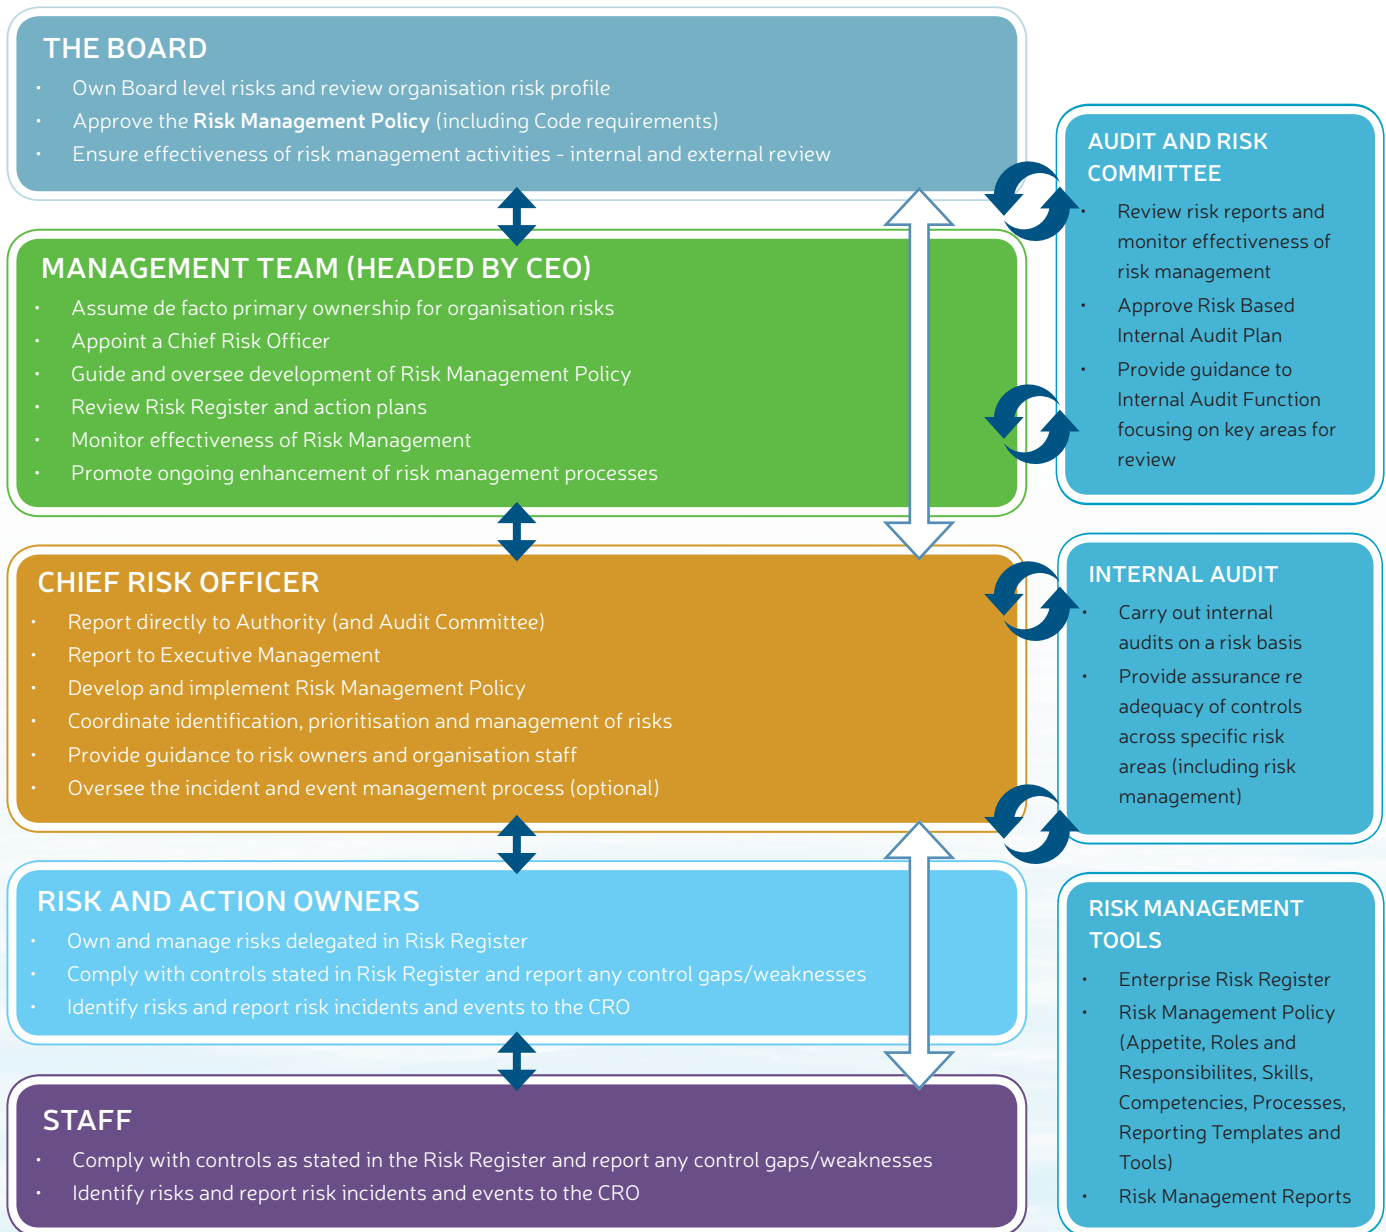 THE BOARD
• Own Board level risks and review organisation risk profile
• Approve the Risk Management Policy (including Code requirements)
• Ensure effectiveness of risk management activities - internal and external review
MANAGEMENT TEAM (HEADED BY CEO)
• Assume de facto primary ownership for organisation risks
• Appoint a Chief Risk Officer
• Guide and oversee development of Risk Management Policy
• Review Risk Register and action plans
• Monitor effectiveness of Risk Management
• Promote ongoing enhancement of risk management processes
CHIEF RISK OFFICER
• Report directly to Authority (and Audit Committee)
• Report to Executive Management
• Develop and implement Risk Management Policy
• Coordinate identification, prioritisation and management of risks
• Provide guidance to risk owners and organisation staff
• Oversee the incident and event management process (optional)
RISK AND ACTION OWNERS
• Own and manage risks delegated in Risk Register
• Comply with controls stated in Risk Register and report any control gaps/weaknesses
• Identify risks and report risk incidents and events to the CRO
STAFF
• Comply with controls as stated in the Risk Register and report any control gaps/weaknesses
• Identify risks and report risk incidents and events to the CRO
AUDIT AND RISK
COMMITTEE
• Review risk reports and
monitor effectiveness of
risk management
• Approve Risk Based
Internal Audit Plan
• Provide guidance to
Internal Audit Function
focusing on key areas for
review
INTERNAL AUDIT
• Carry out internal
audits on a risk basis
• Provide assurance re
adequacy of controls
across specific risk
areas (including risk
management)
RISK MANAGEMENT
TOOLS
• Enterprise Risk Register
• Risk Management Policy
(Appetite, Roles and
Responsibilites, Skills,
Competencies, Processes,
Reporting Templates and
Tools)
• Risk Management Reports